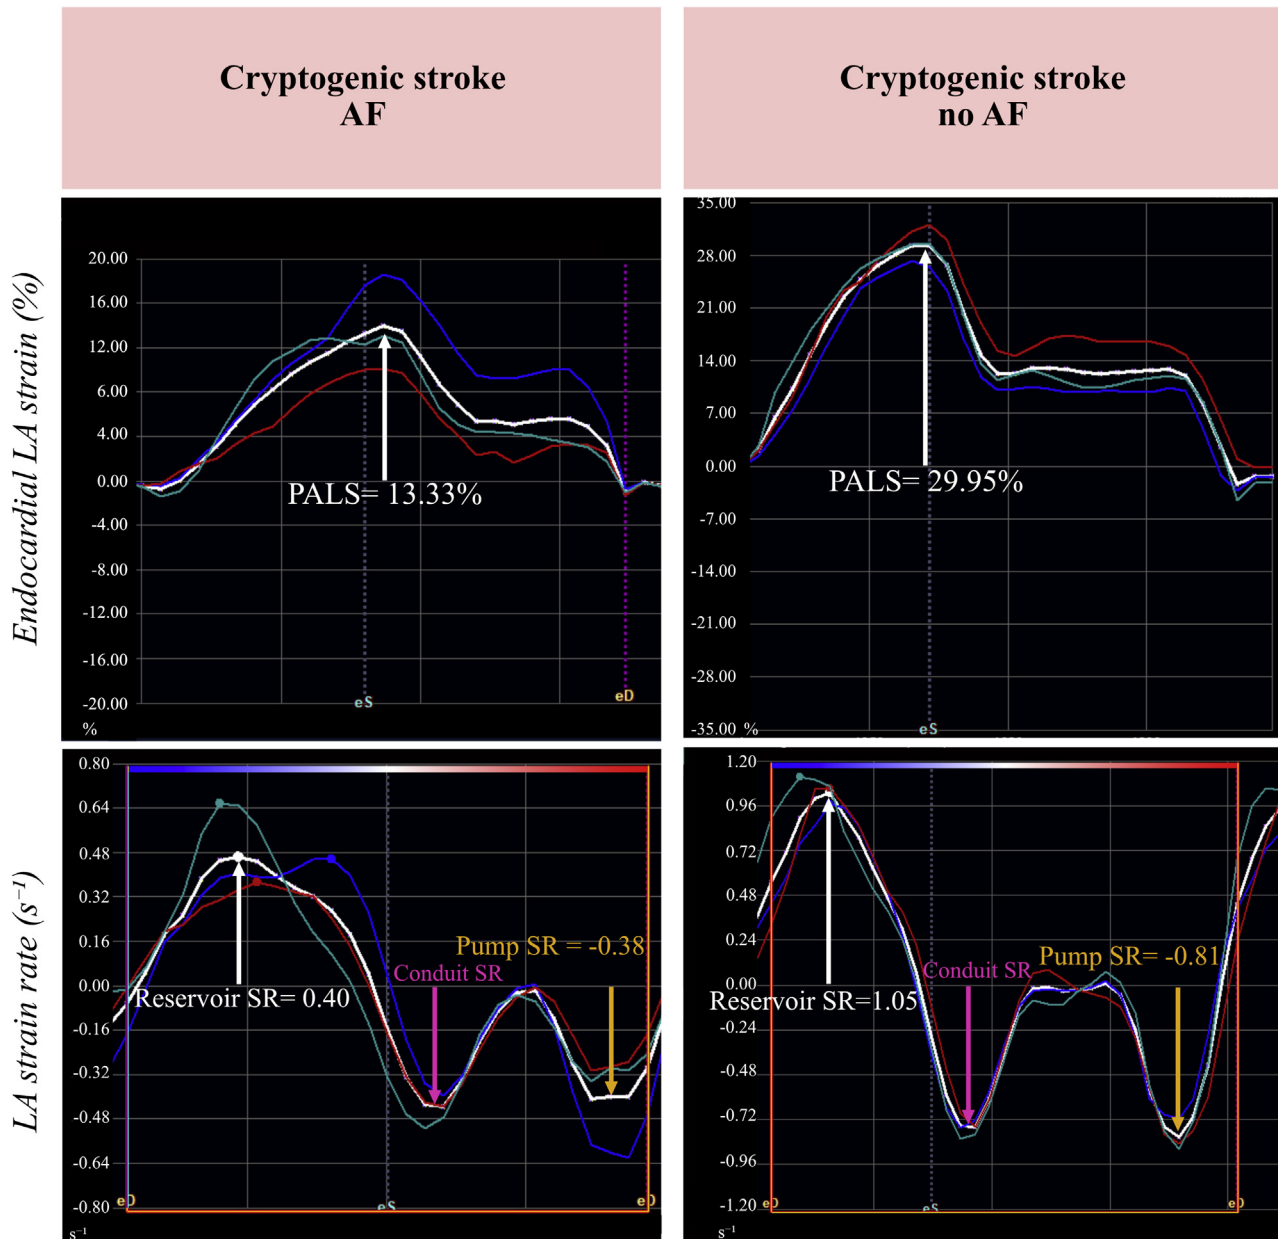 Cryptogenic stroke
AF
Cryptogenic stroke
no AF
Endocardial LA strain (%)
20.00
16.00
12.00
6.00
4.00
0.00
-4.00
-8.00
-12.00
-16.00
-20.00
%
PALS= 13.33%
eS
eD
35.00
28.00
21.00
14.00
7.00
0.00
-7.00
-14.00
-21.00
-28.00
-35.00 %
PALS= 29.95%
eS
LA strain rate (s⁻¹)
0.80
0.64
0.48
0.32
0.16
0.00
-0.16
-0.32
-0.48
-0.64
-0.80
s⁻¹
Pump SR = -0.38
Conduit SR
Reservoir SR= 0.40
eD
eS
eD
1.20
0.96
0.72
0.48
0.24
0.00
-0.24
-0.48
-0.72
-0.96
-1.20
s⁻¹
Pump SR= -0.81
Conduit SR
Reservoir SR=1.05
eD
eS
eD